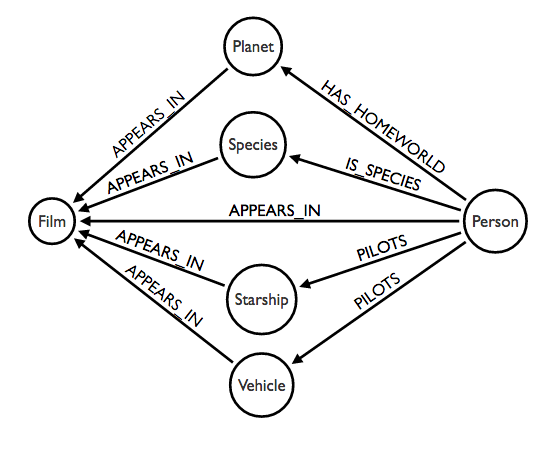 Planet
HAS_HOMEWORLD
APPEARS_IN
Species
APPEARS_IN
IS_SPECIES
Film
APPEARS_IN
Person
APPEARS_IN
PILOTS
Starship
APPEARS_IN
PILOTS
Vehicle